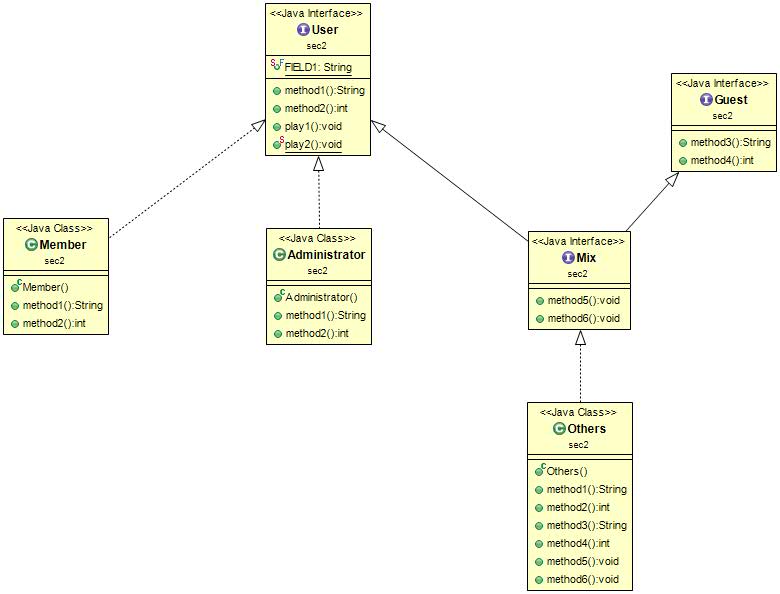 <<Java Interface>>
User
sec2
FIELD1: String
method1():String
method2():int
play1():void
play2():void
<<Java Interface>>
Guest
sec2
method3():String
method4():int
<<Java Class>>
Member
sec2
Member()
method1():String
method2():int
<<Java Class>>
Administrator
sec2
Administrator()
method1():String
method2():int
<<Java Interface>>
Mix
sec2
method5():void
method6():void
<<Java Class>>
Others
sec2
Others()
method1():String
method2():int
method3():String
method4():int
method5():void
method6():void